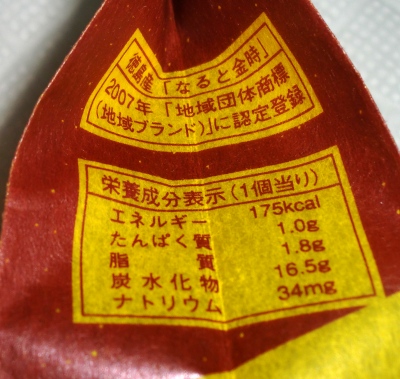 徳島産「なると金時」
2007年「地域団体商標
(地域ブランド)」に認定登録
栄養成分表示(1個当り)
エネルギー 175kcal
たんぱく質 1.0g
脂質 1.8g
炭水化物 16.5g
ナトリウム 34mg